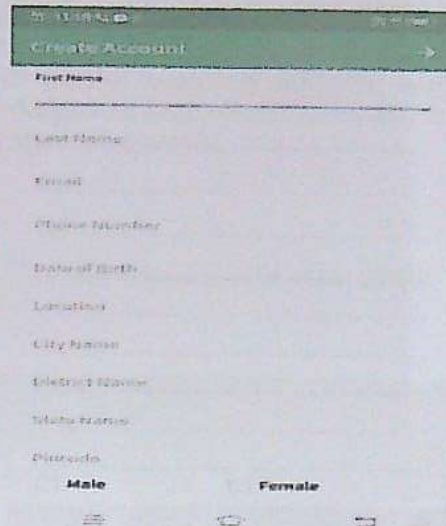 Create Account
First Name
Last Name
Email
Phone Number
Date of Birth
Location
City Name
District Name
State Name
Pincode
Male Female